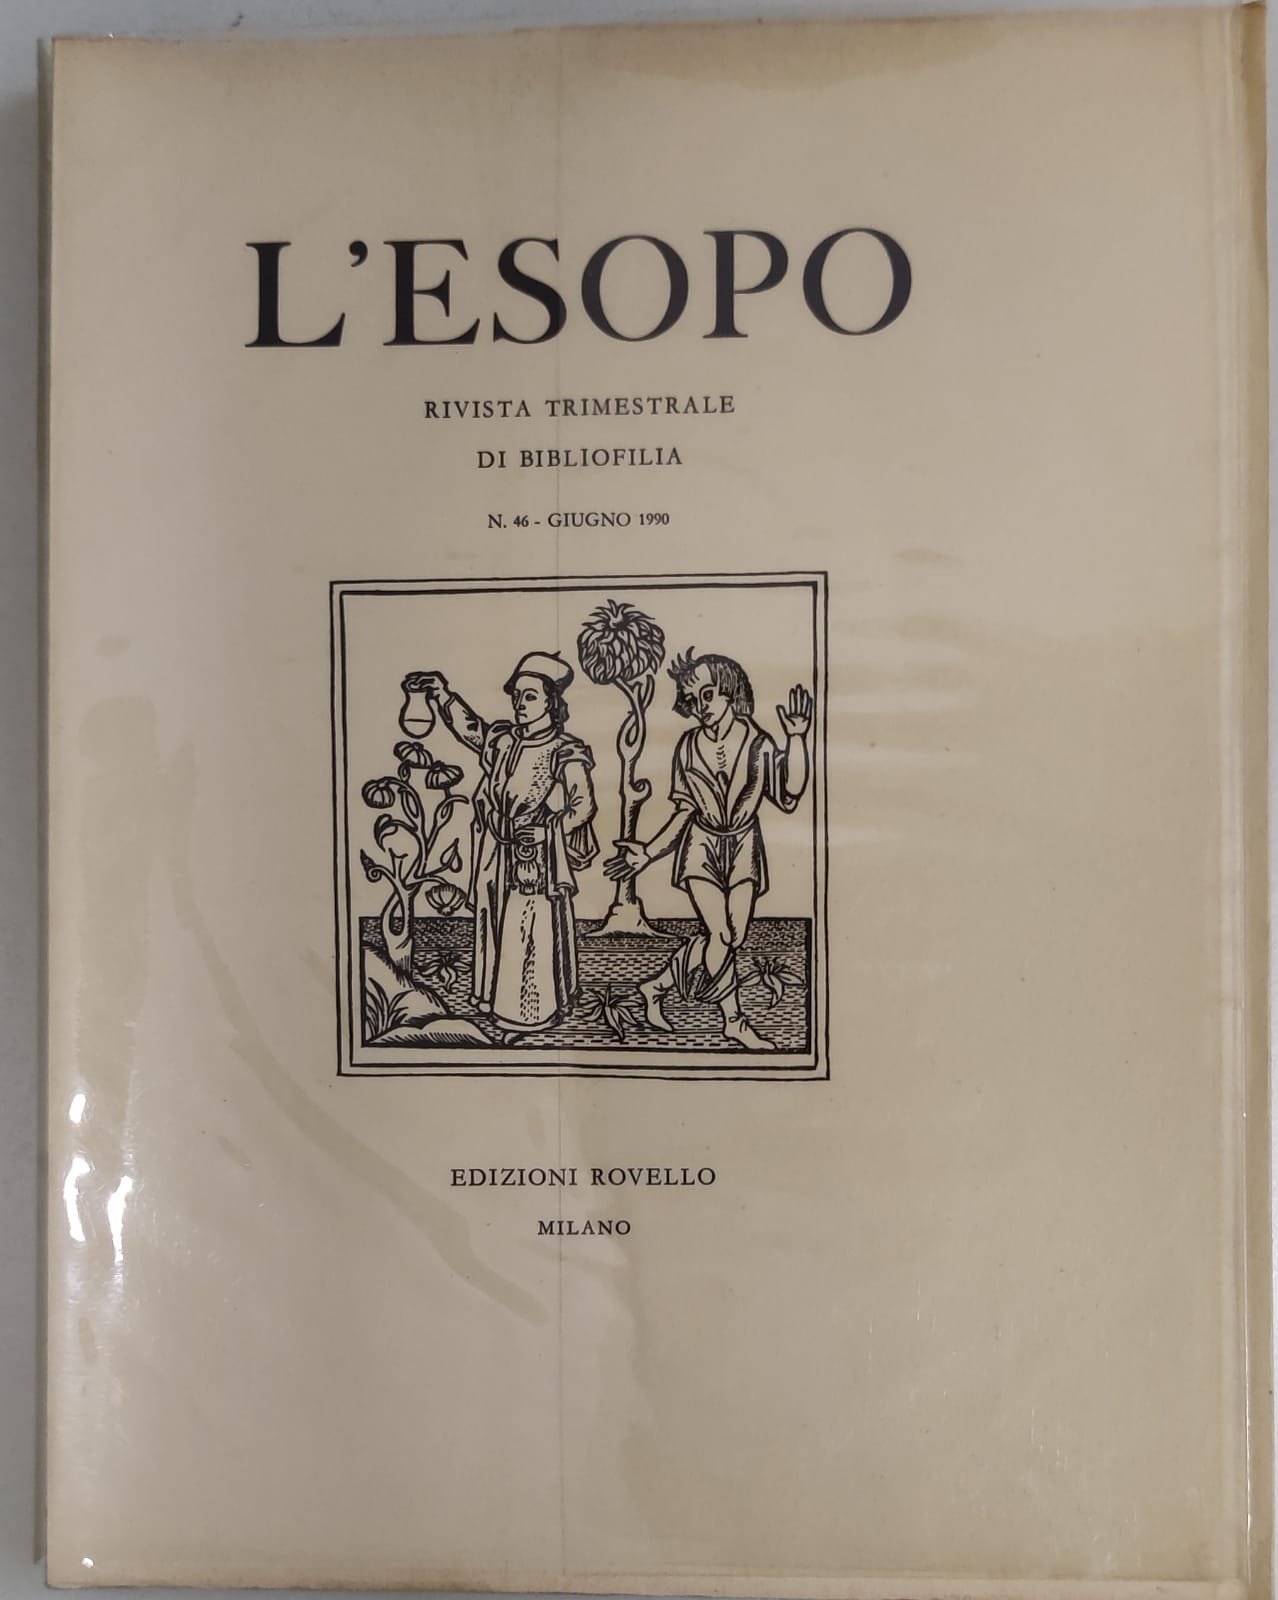 L'ESOPO
RIVISTA TRIMESTRALE
DI BIBLIOFILIA
N. 46 - GIUGNO 1990
EDIZIONI ROVELLO
MILANO